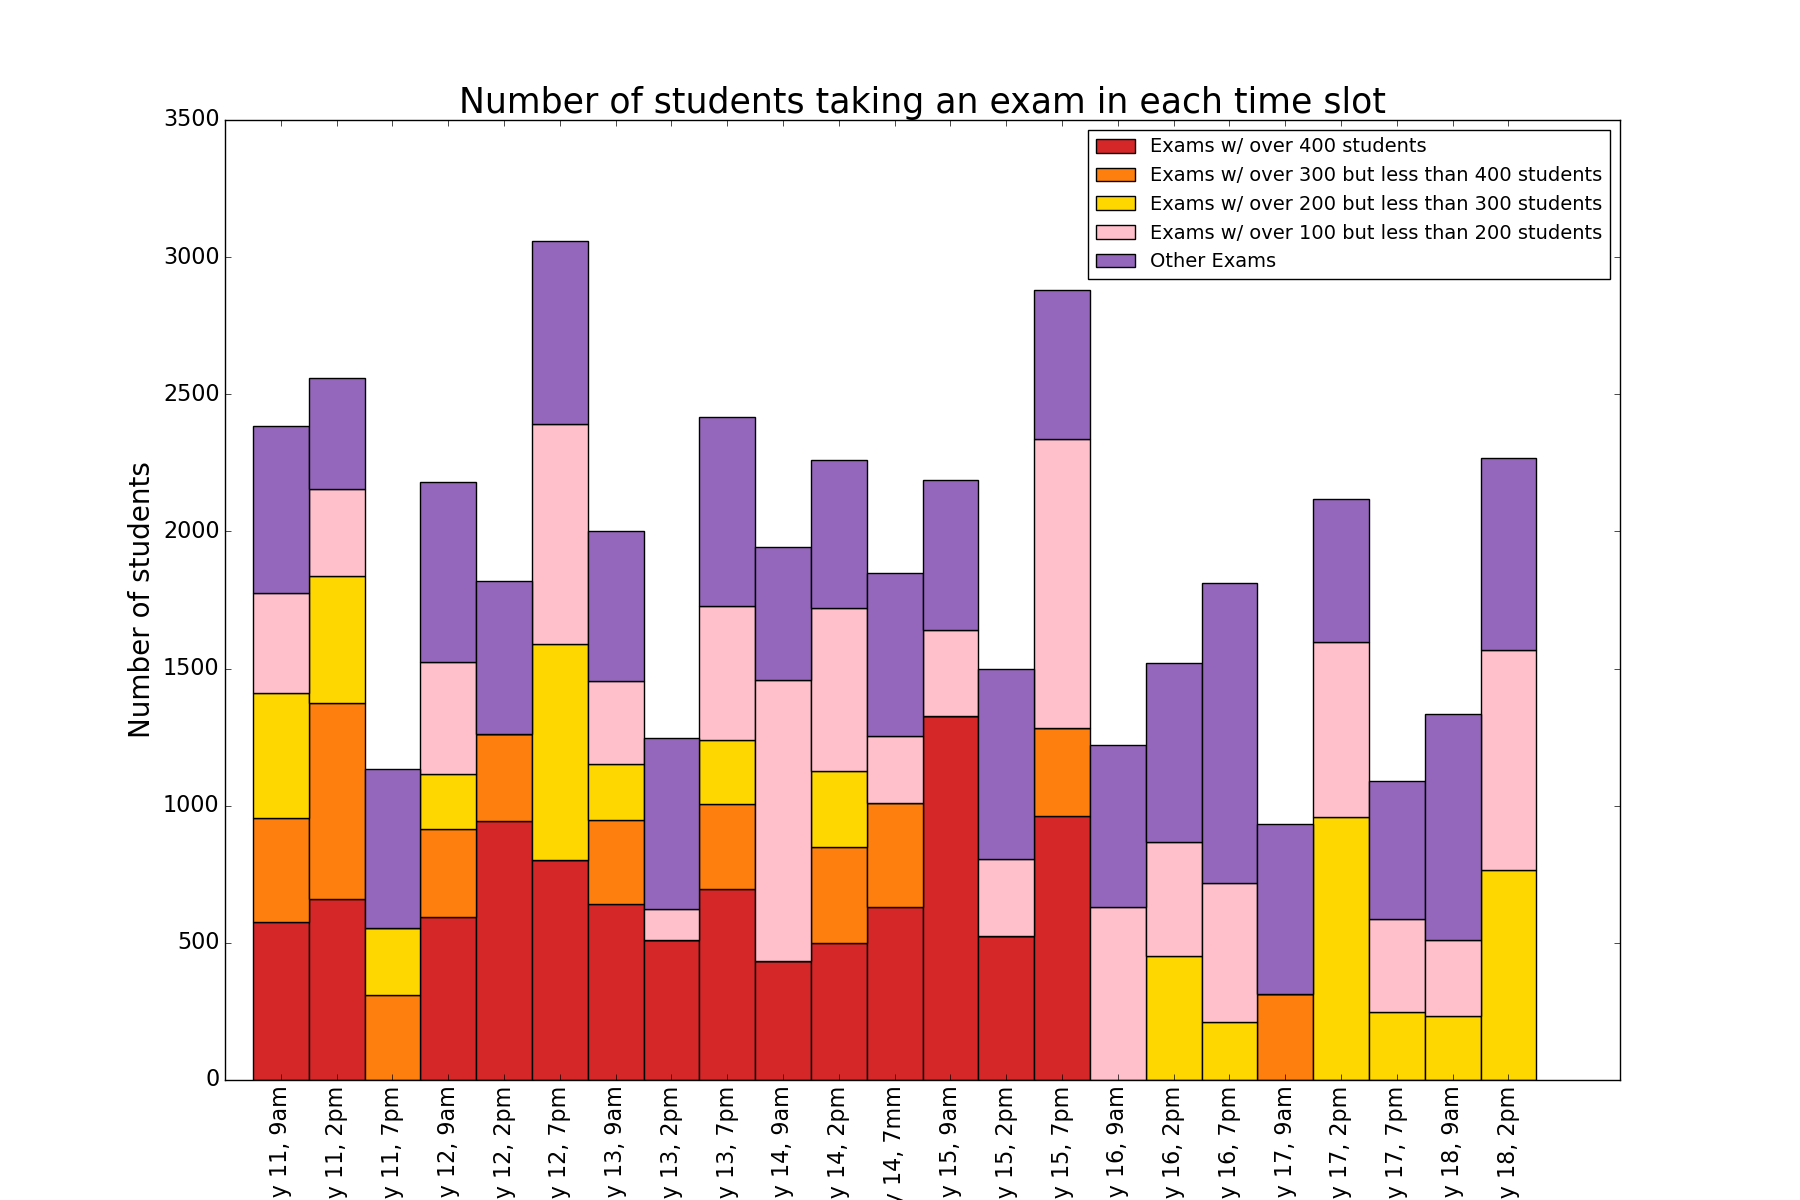 Number of students taking an exam in each time slot
Exams w/ over 400 students
Exams w/ over 300 but less than 400 students
Exams w/ over 200 but less than 300 students
Exams w/ over 100 but less than 200 students
Other Exams
Number of students
3500
3000
2500
2000
1500
1000
500
0
y 11, 9am
y 11, 2pm
y 11, 7pm
y 12, 9am
y 12, 2pm
y 12, 7pm
y 13, 9am
y 13, 2pm
y 13, 7pm
y 14, 9am
y 14, 2pm
y 14, 7mm
y 15, 9am
y 15, 2pm
y 15, 7pm
y 16, 9am
y 16, 2pm
y 16, 7pm
y 17, 9am
y 17, 2pm
y 17, 7pm
y 18, 9am
y 18, 2pm